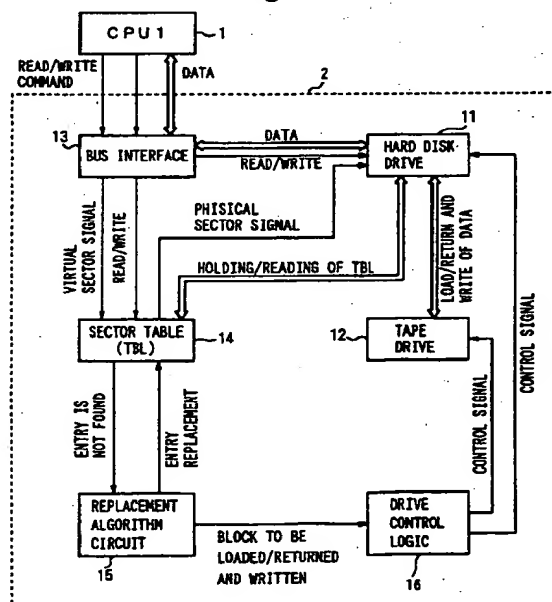 CPU1
1
READ/WRITE
COMMAND
DATA
2
13
BUS INTERFACE
DATA
READ/WRITE
11
HARD DISK
DRIVE
VIRTUAL
SECTOR SIGNAL
READ/WRITE
PHISICAL
SECTOR SIGNAL
HOLDING/READING OF TBL
LOAD/RETURN AND
WRITE OF DATA
CONTROL SIGNAL
SECTOR TABLE
(TBL)
14
12
TAPE
DRIVE
ENTRY IS
NOT FOUND
ENTRY
REPLACEMENT
CONTROL SIGNAL
REPLACEMENT
ALGORITHM
CIRCUIT
15
BLOCK TO BE
LOADED/RETURNED
AND WRITTEN
DRIVE
CONTROL
LOGIC
16